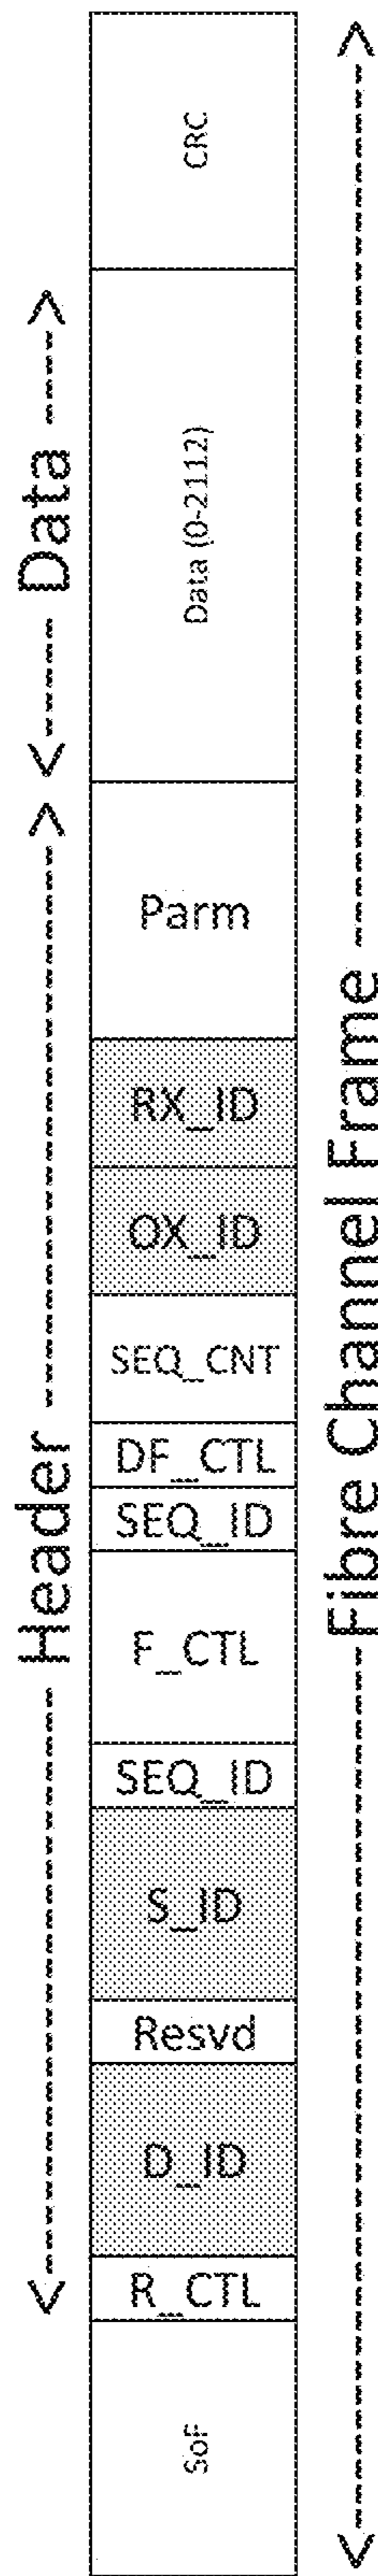 CRC
Data (0-2112)
Parm
RX_ID
OX_ID
SEQ_CNT
DF_CTL
SEQ_ID
F_CTL
SEQ_ID
S_ID
Resvd
D_ID
R_CTL
SoF
<---- Data ---->
<---- Header ---->
<---- Fibre Channel Frame ---->